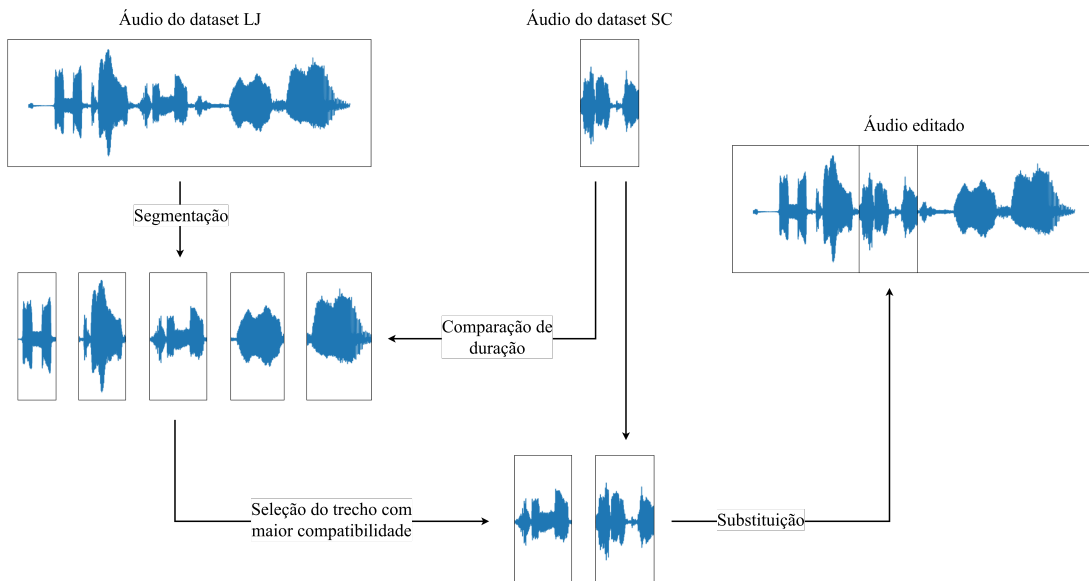 Áudio do dataset LJ
Áudio do dataset SC
Áudio editado
Segmentação
Comparação de
duração
Seleção do trecho com
maior compatibilidade
Substituição